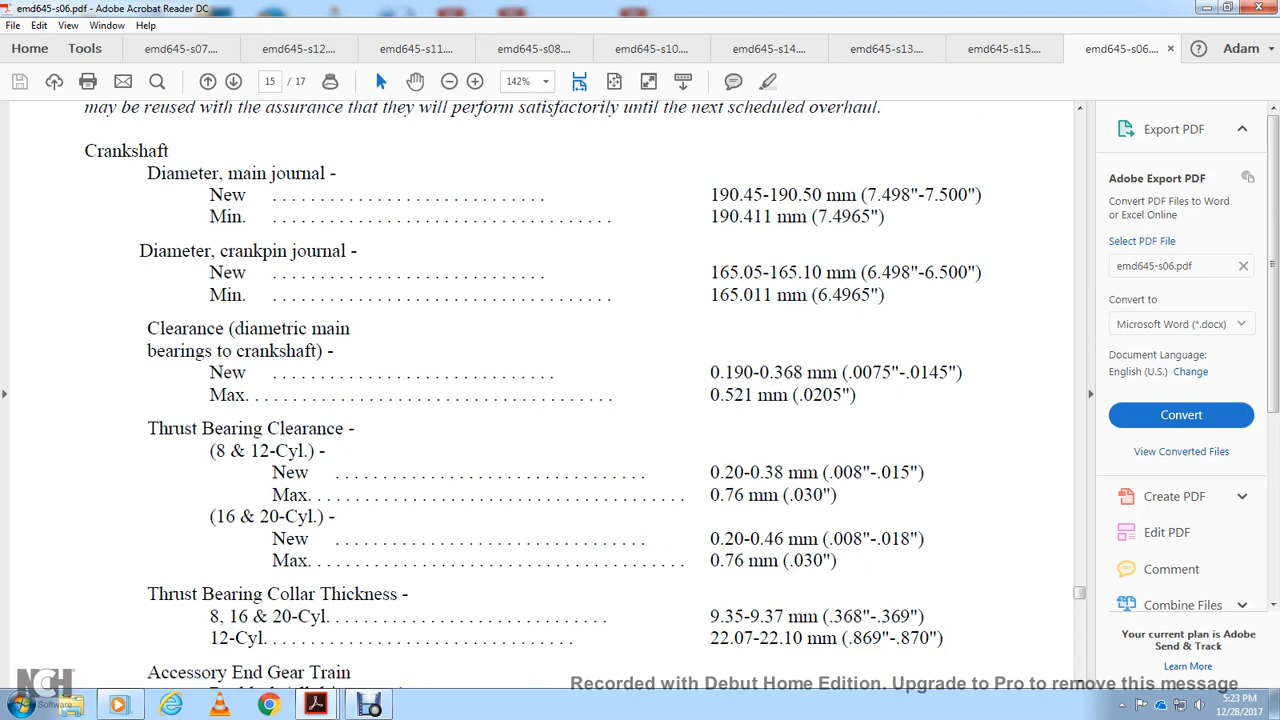 emd645-s06.pdf - Adobe Acrobat Reader DC
File Edit View Window Help
Home Tools emd645-s07.... emd645-s12.... emd645-s11.... emd645-s08.... emd645-s10.... emd645-s14.... emd645-s13.... emd645-s15.... emd645-s06.... × Adam
15 / 17 142%
may be reused with the assurance that they will perform satisfactorily until the next scheduled overhaul.
Crankshaft
Diameter, main journal -
New . . . . . . . . . . . . . . . . . . . . . . . . . . . . . 190.45-190.50 mm (7.498"-7.500")
Min. . . . . . . . . . . . . . . . . . . . . . . . . . . . . . . . . . . . . 190.411 mm (7.4965")
Diameter, crankpin journal -
New . . . . . . . . . . . . . . . . . . . . . . . . . . . . . 165.05-165.10 mm (6.498"-6.500")
Min. . . . . . . . . . . . . . . . . . . . . . . . . . . . . . . . . . . . . 165.011 mm (6.4965")
Clearance (diametric main
bearings to crankshaft) -
New . . . . . . . . . . . . . . . . . . . . . . . . . . . . . . 0.190-0.368 mm (.0075"-.0145")
Max. . . . . . . . . . . . . . . . . . . . . . . . . . . . . . . . . . . . . . 0.521 mm (.0205")
Thrust Bearing Clearance -
(8 & 12-Cyl.) -
New . . . . . . . . . . . . . . . . . . . . . . . . . . . . . . . . . 0.20-0.38 mm (.008"-.015")
Max. . . . . . . . . . . . . . . . . . . . . . . . . . . . . . . . . . . . . . . 0.76 mm (.030")
(16 & 20-Cyl.) -
New . . . . . . . . . . . . . . . . . . . . . . . . . . . . . . . . . 0.20-0.46 mm (.008"-.018")
Max. . . . . . . . . . . . . . . . . . . . . . . . . . . . . . . . . . . . . . . 0.76 mm (.030")
Thrust Bearing Collar Thickness -
8, 16 & 20-Cyl. . . . . . . . . . . . . . . . . . . . . . . . . . . . . . 9.35-9.37 mm (.368"-.369")
12-Cyl. . . . . . . . . . . . . . . . . . . . . . . . . . . . . . . . . 22.07-22.10 mm (.869"-.870")
Accessory End Gear Train
Export PDF
Adobe Export PDF
Convert PDF Files to Word
or Excel Online
Select PDF File
emd645-s06.pdf
Convert to
Microsoft Word (*.docx)
Document Language:
English (U.S.) Change
Convert
View Converted Files
Create PDF
Edit PDF
Comment
Combine Files
Your current plan is Adobe
Send & Track
Learn More
NCH
Software
Recorded with Debut Home Edition. Upgrade to Pro to remove this message
5:23 PM
12/28/2017